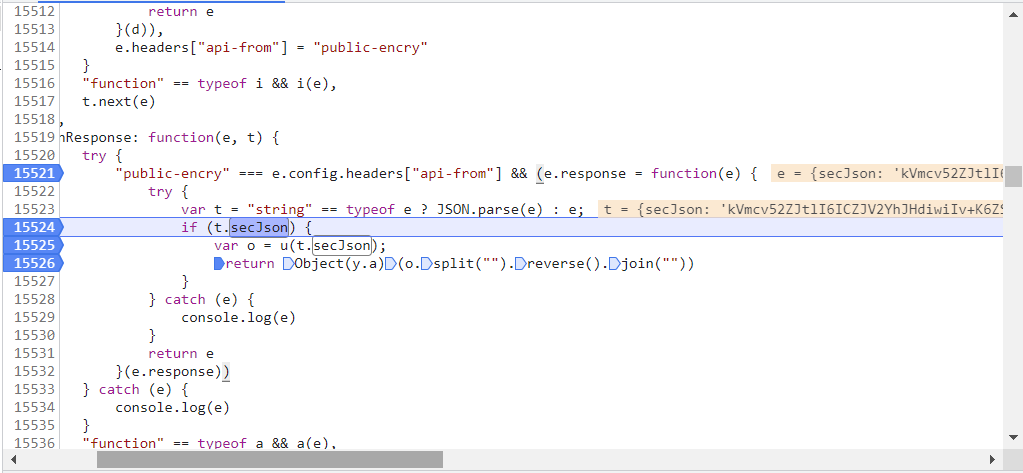 15512 return e
15513 }(d)),
15514 e.headers["api-from"] = "public-encry"
15515 }
15516 "function" == typeof i && i(e),
15517 t.next(e)
15518 ,
15519 nResponse: function(e, t) {
15520 try {
15521 "public-encry" === e.config.headers["api-from"] && (e.response = function(e) { e = {secJson: 'kVmcv52ZJtlI6
15522 try {
15523 var t = "string" == typeof e ? JSON.parse(e) : e; t = {secJson: 'kVmcv52ZJtlI6ICZJV2YhJHdiwiIv+K6ZS
15524 if (t.secJson) {
15525 var o = u(t.secJson);
15526 return Object(y.a)(o.split("").reverse().join(""))
15527 }
15528 } catch (e) {
15529 console.log(e)
15530 }
15531 return e
15532 }(e.response))
15533 } catch (e) {
15534 console.log(e)
15535 }
15536 "function" == typeof a && a(e),